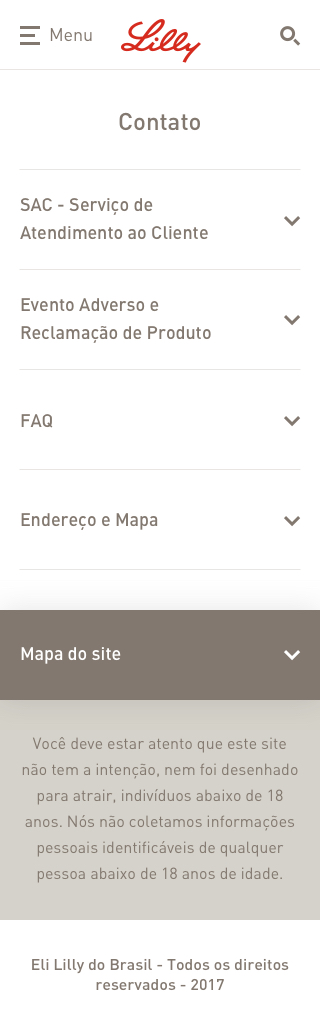 Menu
Lilly
Contato
SAC - Serviço de
Atendimento ao Cliente
Evento Adverso e
Reclamação de Produto
FAQ
Endereço e Mapa
Mapa do site
Você deve estar atento que este site
não tem a intenção, nem foi desenhado
para atrair, indivíduos abaixo de 18
anos. Nós não coletamos informações
pessoais identificáveis de qualquer
pessoa abaixo de 18 anos de idade.
Eli Lilly do Brasil - Todos os direitos
reservados - 2017